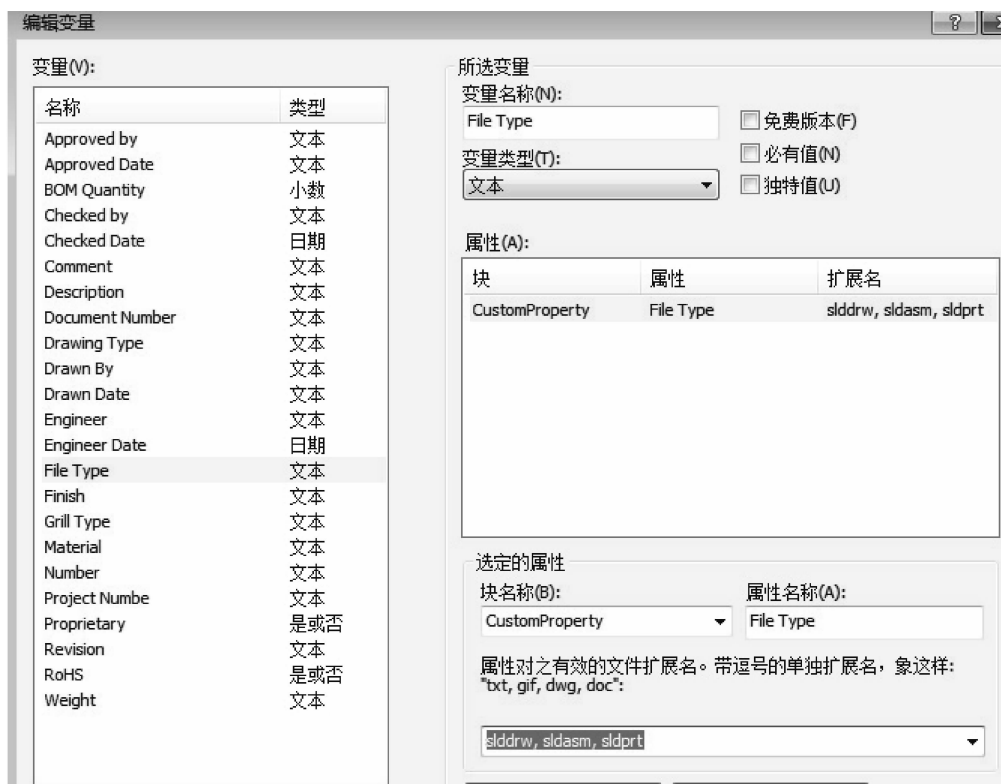 编辑变量
变量(V):
名称 类型
Approved by 文本
Approved Date 文本
BOM Quantity 小数
Checked by 文本
Checked Date 日期
Comment 文本
Description 文本
Document Number 文本
Drawing Type 文本
Drawn By 文本
Drawn Date 文本
Engineer 文本
Engineer Date 日期
File Type 文本
Finish 文本
Grill Type 文本
Material 文本
Number 文本
Project Numbe 文本
Proprietary 是或否
Revision 文本
RoHS 是或否
Weight 文本
所选变量
变量名称(N):
File Type
免费版本(F)
变量类型(T):
必有值(N)
文本
独特值(U)
属性(A):
块 属性 扩展名
CustomProperty File Type slddrw, sldasm, sldprt
选定的属性
块名称(B): 属性名称(A):
CustomProperty File Type
属性对之有效的文件扩展名。带逗号的单独扩展名，象这样:
"txt, gif, dwg, doc":
slddrw, sldasm, sldprt